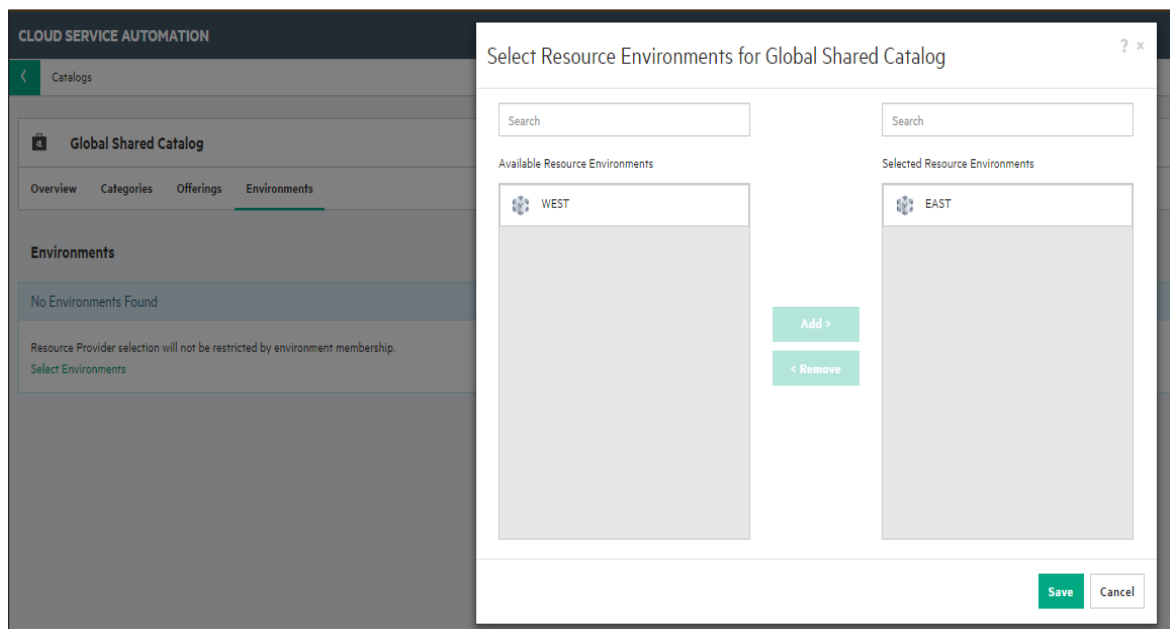 CLOUD SERVICE AUTOMATION
Catalogs
Global Shared Catalog
Overview Categories Offerings Environments
Environments
No Environments Found
Resource Provider selection will not be restricted by environment membership.
Select Environments
Select Resource Environments for Global Shared Catalog
? ×
Search
Search
Available Resource Environments
Selected Resource Environments
WEST
EAST
Add >
< Remove
Save
Cancel